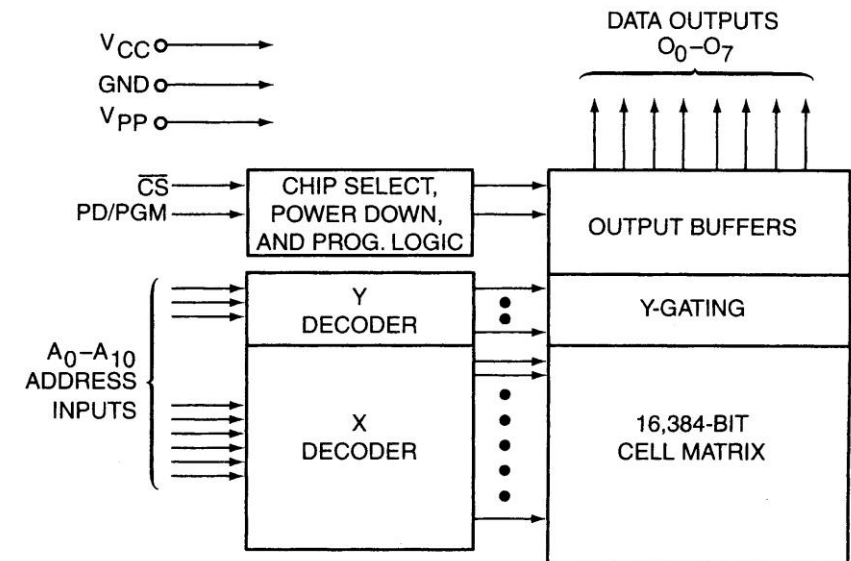 DATA OUTPUTS
O0–O7
VCC
GND
VPP
CS
PD/PGM
CHIP SELECT,
POWER DOWN,
AND PROG. LOGIC
OUTPUT BUFFERS
Y
DECODER
Y-GATING
A0–A10
ADDRESS
INPUTS
X
DECODER
16,384-BIT
CELL MATRIX